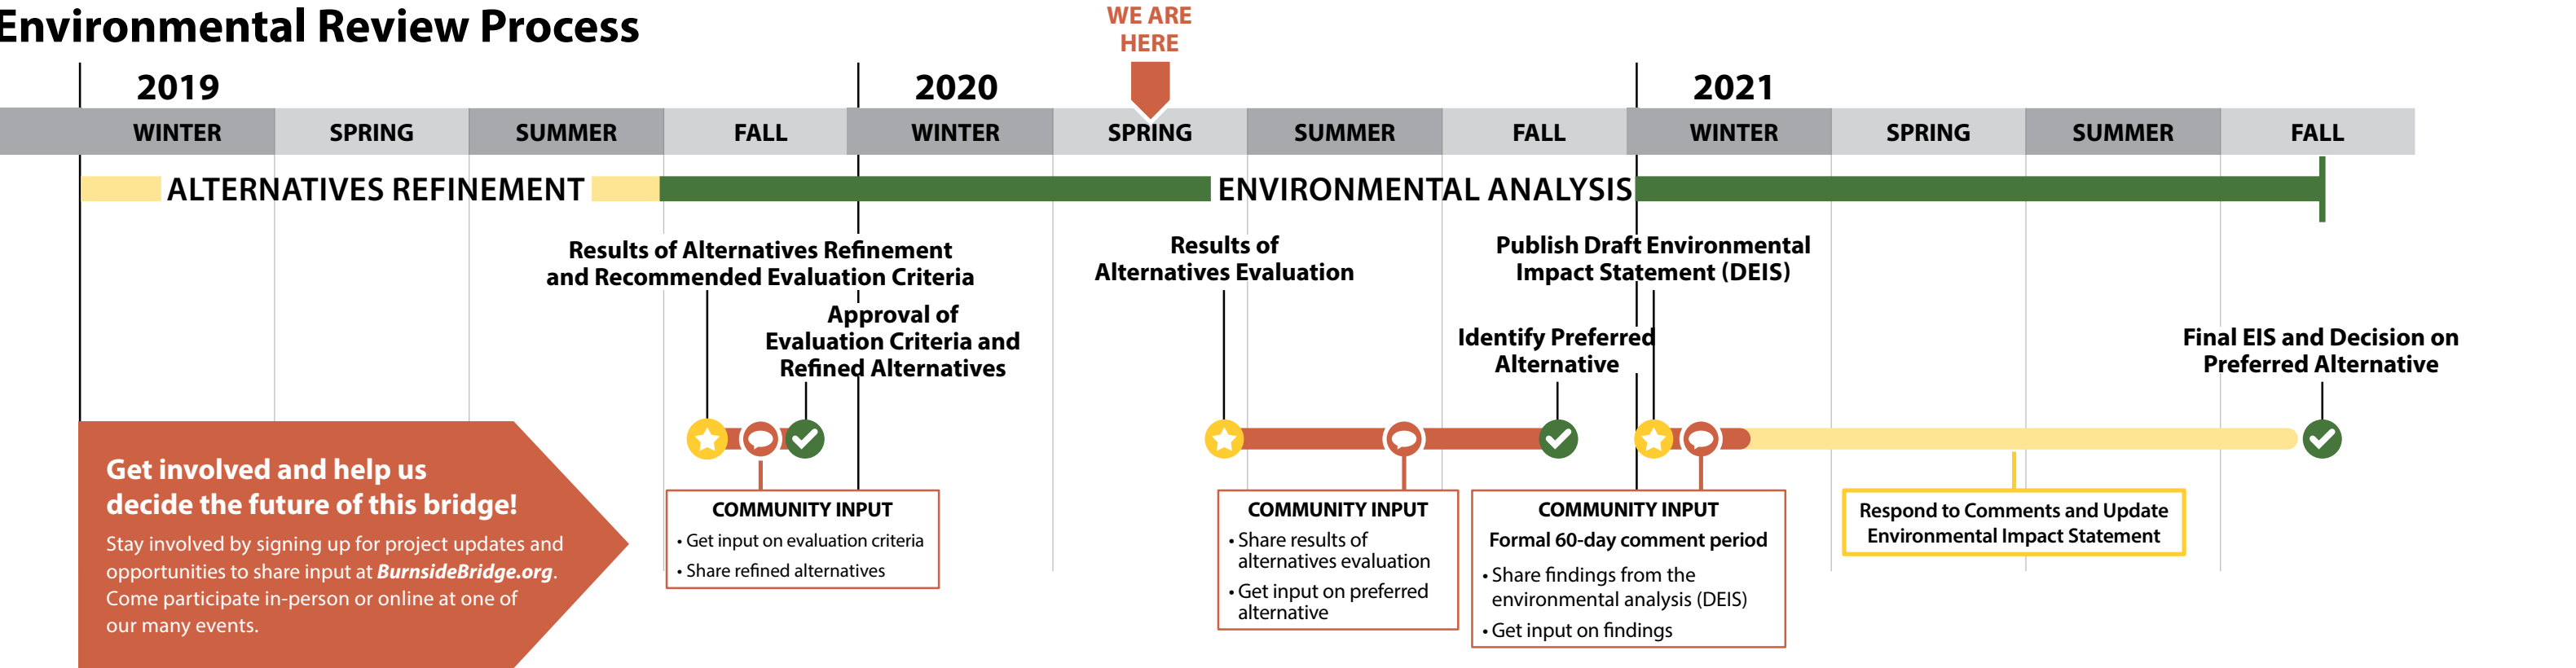 Environmental Review Process
WE ARE
HERE
2019
2020
2021
WINTER
SPRING
SUMMER
FALL
WINTER
SPRING
SUMMER
FALL
WINTER
SPRING
SUMMER
FALL
ALTERNATIVES REFINEMENT
ENVIRONMENTAL ANALYSIS
Results of Alternatives Refinement
and Recommended Evaluation Criteria
Approval of
Evaluation Criteria and
Refined Alternatives
Results of
Alternatives Evaluation
Publish Draft Environmental
Impact Statement (DEIS)
Identify Preferred
Alternative
Final EIS and Decision on
Preferred Alternative
Get involved and help us
decide the future of this bridge!
Stay involved by signing up for project updates and
opportunities to share input at BurnsideBridge.org.
Come participate in-person or online at one of
our many events.
COMMUNITY INPUT
• Get input on evaluation criteria
• Share refined alternatives
COMMUNITY INPUT
• Share results of
alternatives evaluation
• Get input on preferred
alternative
COMMUNITY INPUT
Formal 60-day comment period
• Share findings from the
environmental analysis (DEIS)
• Get input on findings
Respond to Comments and Update
Environmental Impact Statement